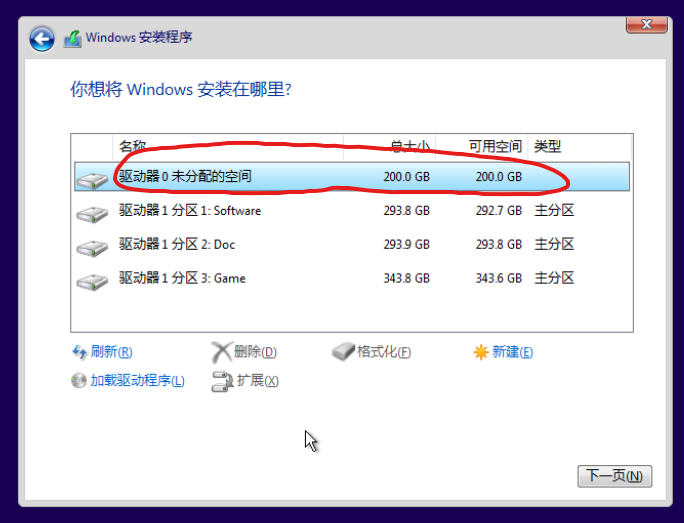 Windows 安装程序
你想将 Windows 安装在哪里?
名称 总大小 可用空间 类型
驱动器 0 未分配的空间 200.0 GB 200.0 GB
驱动器 1 分区 1: Software 293.8 GB 292.7 GB 主分区
驱动器 1 分区 2: Doc 293.9 GB 293.8 GB 主分区
驱动器 1 分区 3: Game 343.8 GB 343.6 GB 主分区
刷新(R) 删除(D) 格式化(F) 新建(E)
加载驱动程序(L) 扩展(X)
下一页(N)